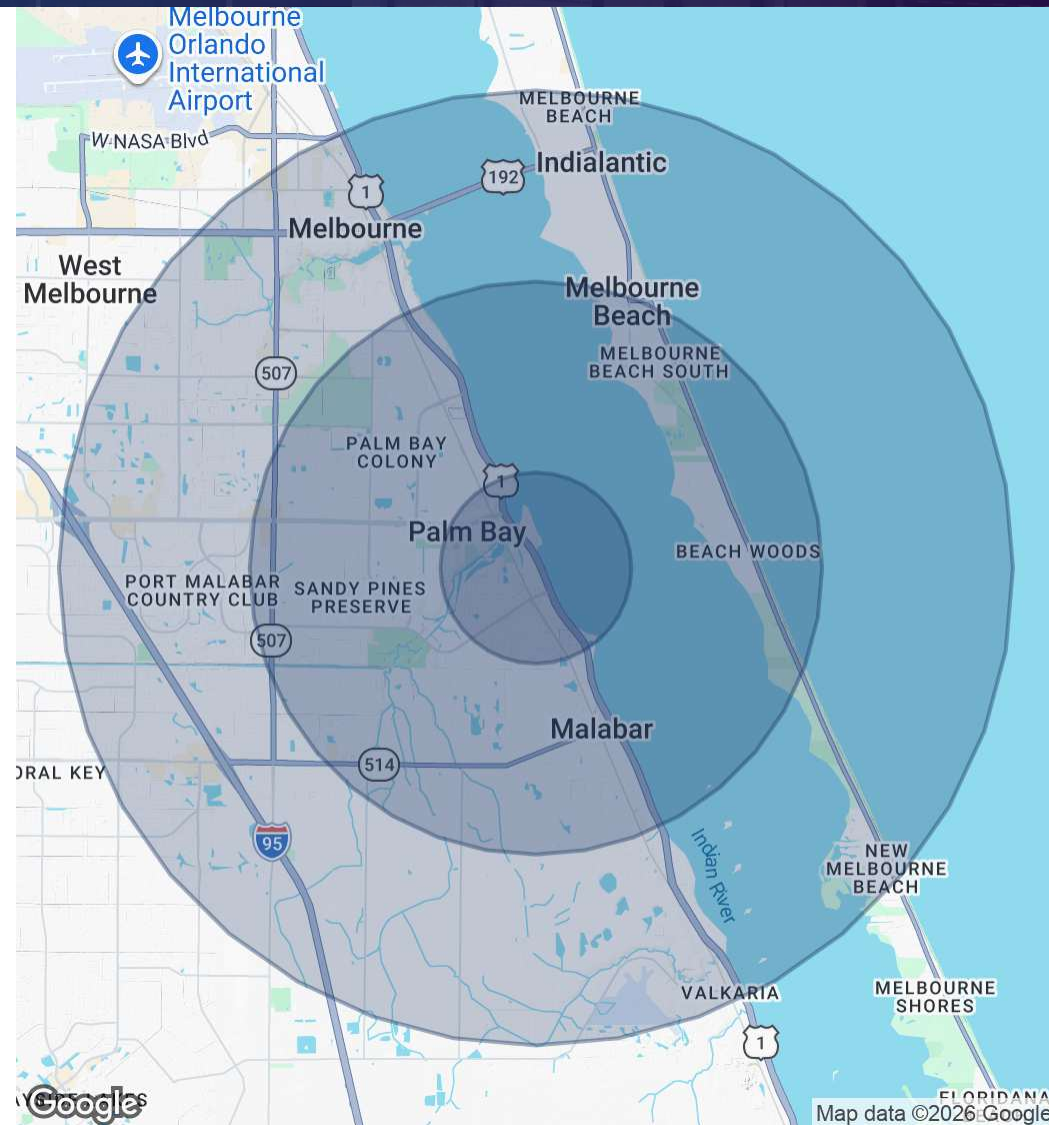 Melbourne
Orlando
International
Airport
MELBOURNE
BEACH
W NASA Blvd
Indialantic
192
1
Melbourne
West
Melbourne
Melbourne
Beach
MELBOURNE
BEACH SOUTH
507
PALM BAY
COLONY
1
Palm Bay
BEACH WOODS
PORT MALABAR
COUNTRY CLUB
SANDY PINES
PRESERVE
507
Malabar
514
ORAL KEY
95
Indian River
NEW
MELBOURNE
BEACH
VALKARIA
MELBOURNE
SHORES
1
Google
FLORIDANA
Map data ©2026 Google